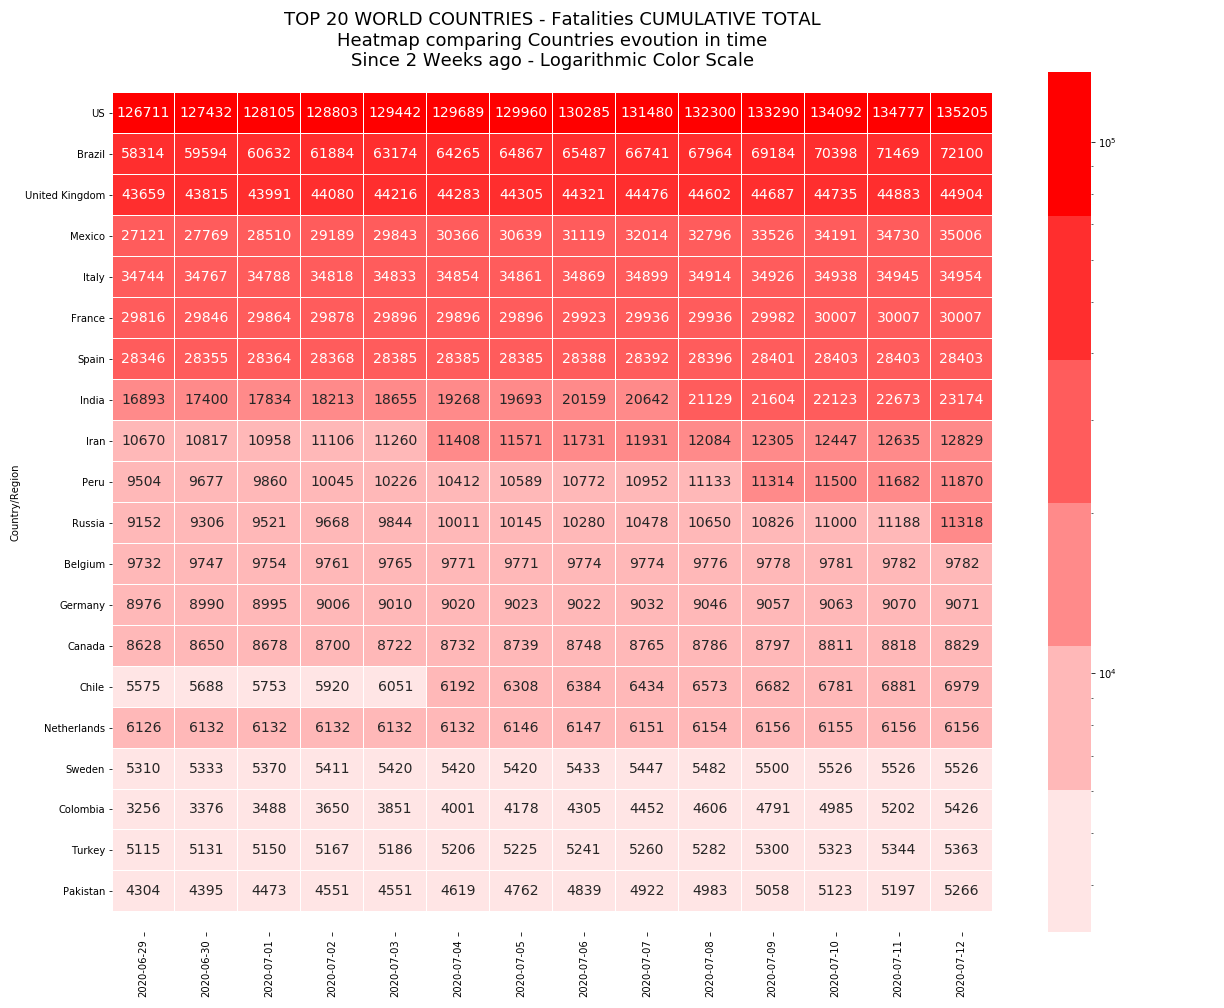 TOP 20 WORLD COUNTRIES - Fatalities CUMULATIVE TOTAL
Heatmap comparing Countries evoution in time
Since 2 Weeks ago - Logarithmic Color Scale
US 126711 127432 128105 128803 129442 129689 129960 130285 131480 132300 133290 134092 134777 135205
Brazil 58314 59594 60632 61884 63174 64265 64867 65487 66741 67964 69184 70398 71469 72100
United Kingdom 43659 43815 43991 44080 44216 44283 44305 44321 44476 44602 44687 44735 44883 44904
Mexico 27121 27769 28510 29189 29843 30366 30639 31119 32014 32796 33526 34191 34730 35006
Italy 34744 34767 34788 34818 34833 34854 34861 34869 34899 34914 34926 34938 34945 34954
France 29816 29846 29864 29878 29896 29896 29896 29923 29936 29936 29982 30007 30007 30007
Spain 28346 28355 28364 28368 28385 28385 28385 28388 28392 28396 28401 28403 28403 28403
India 16893 17400 17834 18213 18655 19268 19693 20159 20642 21129 21604 22123 22673 23174
Iran 10670 10817 10958 11106 11260 11408 11571 11731 11931 12084 12305 12447 12635 12829
Peru 9504 9677 9860 10045 10226 10412 10589 10772 10952 11133 11314 11500 11682 11870
Russia 9152 9306 9521 9668 9844 10011 10145 10280 10478 10650 10826 11000 11188 11318
Belgium 9732 9747 9754 9761 9765 9771 9771 9774 9774 9776 9778 9781 9782 9782
Germany 8976 8990 8995 9006 9010 9020 9023 9022 9032 9046 9057 9063 9070 9071
Canada 8628 8650 8678 8700 8722 8732 8739 8748 8765 8786 8797 8811 8818 8829
Chile 5575 5688 5753 5920 6051 6192 6308 6384 6434 6573 6682 6781 6881 6979
Netherlands 6126 6132 6132 6132 6132 6132 6146 6147 6151 6154 6156 6155 6156 6156
Sweden 5310 5333 5370 5411 5420 5420 5420 5433 5447 5482 5500 5526 5526 5526
Colombia 3256 3376 3488 3650 3851 4001 4178 4305 4452 4606 4791 4985 5202 5426
Turkey 5115 5131 5150 5167 5186 5206 5225 5241 5260 5282 5300 5323 5344 5363
Pakistan 4304 4395 4473 4551 4551 4619 4762 4839 4922 4983 5058 5123 5197 5266
2020-06-29 2020-06-30 2020-07-01 2020-07-02 2020-07-03 2020-07-04 2020-07-05 2020-07-06 2020-07-07 2020-07-08 2020-07-09 2020-07-10 2020-07-11 2020-07-12
Country/Region
10⁵
10⁴